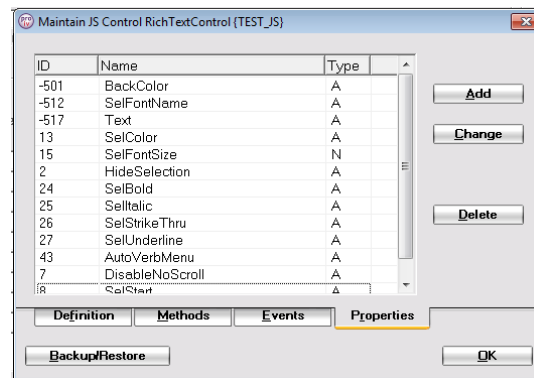 Maintain JS Control RichTextControl {TEST_JS}
ID Name Type
-501 BackColor A
-512 SelFontName A
-517 Text A
13 SelColor A
15 SelFontSize N
2 HideSelection A
24 SelBold A
25 SelItalic A
26 SelStrikeThru A
27 SelUnderline A
43 AutoVerbMenu A
7 DisableNoScroll A
8 SelStart A
Add
Change
Delete
Definition Methods Events Properties
Backup/Restore OK